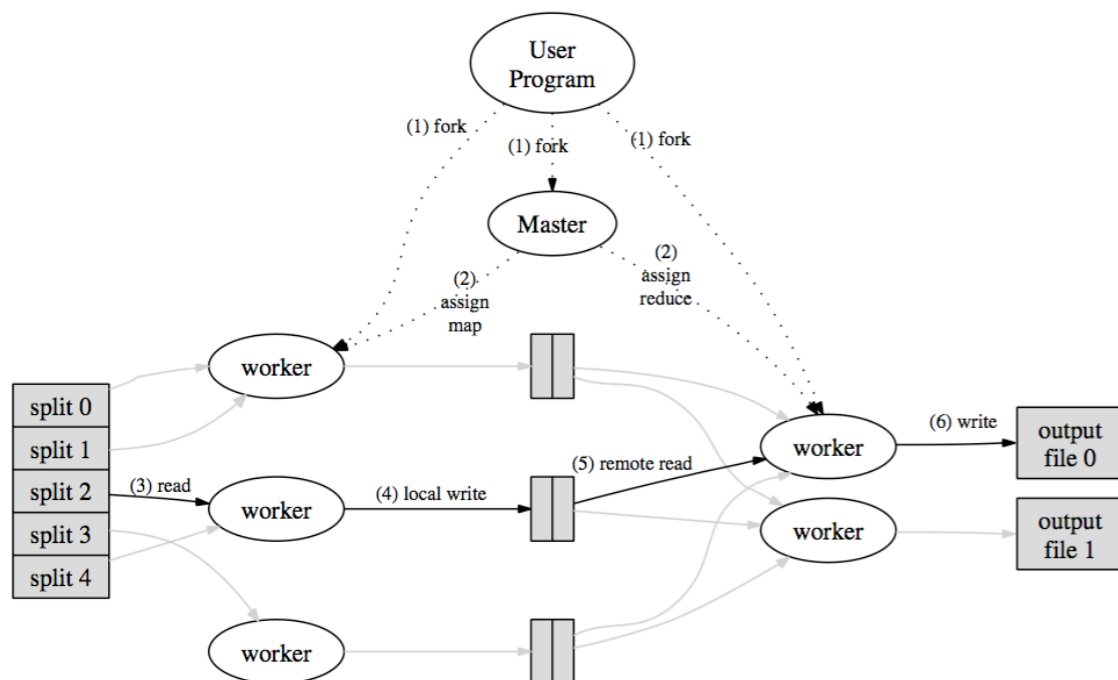 User
Program
(1) fork
(1) fork
(1) fork
Master
(2)
assign
map
(2)
assign
reduce
worker
split 0
split 1
split 2
split 3
split 4
(3) read
worker
(4) local write
(5) remote read
worker
(6) write
output
file 0
worker
output
file 1
worker